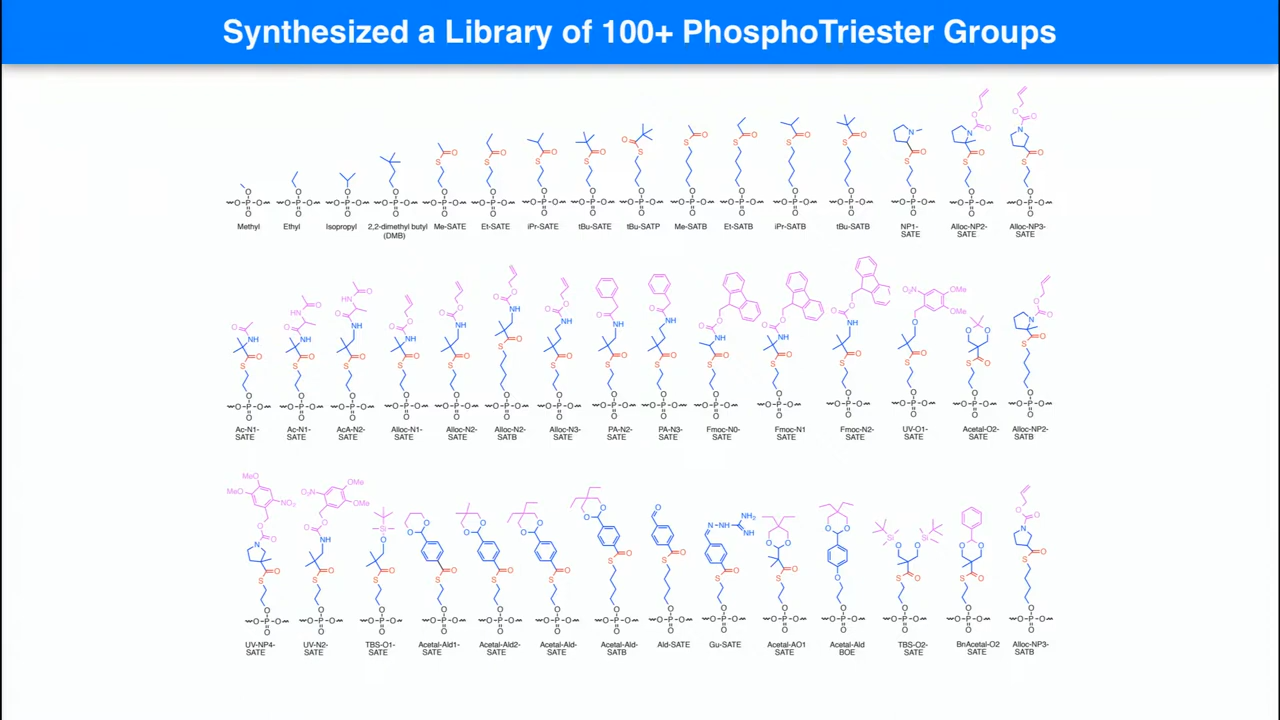 Synthesized a Library of 100+ PhosphoTriester Groups
Methyl
Ethyl
Isopropyl
2,2-dimethyl butyl
(DMB)
Me-SATE
Et-SATE
iPr-SATE
tBu-SATE
tBu-SATP
Me-SATB
Et-SATB
iPr-SATB
tBu-SATB
NP1-
SATE
Alloc-NP2-
SATE
Alloc-NP3-
SATE
Ac-N1-
SATE
Ac-N1-
SATE
AcA-N2-
SATE
Alloc-N1-
SATE
Alloc-N2-
SATE
Alloc-N2-
SATB
Alloc-N3-
SATE
PA-N2-
SATE
PA-N3-
SATE
Fmoc-N0-
SATE
Fmoc-N1
SATE
Fmoc-N2-
SATE
UV-O1-
SATE
Acetal-O2-
SATE
Alloc-NP2-
SATB
UV-NP4-
SATE
UV-N2-
SATE
TBS-O1-
SATE
Acetal-Ald1-
SATE
Acetal-Ald2-
SATE
Acetal-Ald-
SATE
Acetal-Ald-
SATB
Ald-SATE
Gu-SATE
Acetal-AO1
SATE
Acetal-Ald
BOE
TBS-O2-
SATE
BnAcetal-O2
SATE
Alloc-NP3-
SATB